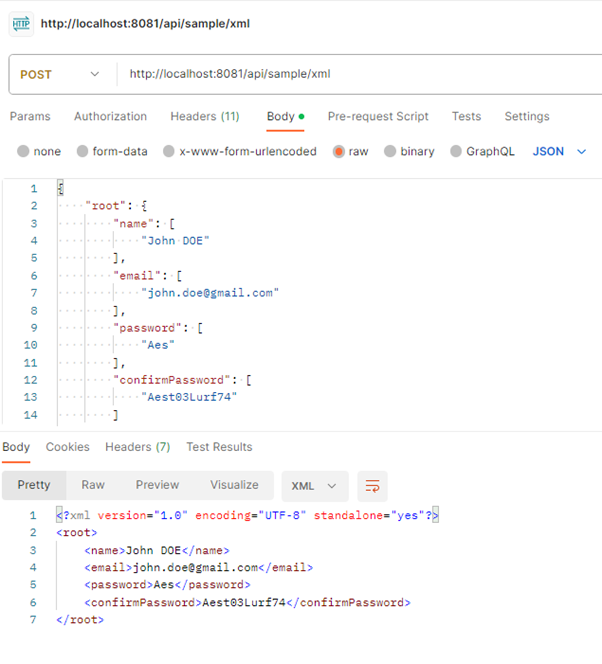 HTTP http://localhost:8081/api/sample/xml
POST http://localhost:8081/api/sample/xml
Params Authorization Headers (11) Body Pre-request Script Tests Settings
none form-data x-www-form-urlencoded raw binary GraphQL JSON
1 {
2 "root": {
3 "name": [
4 "John DOE"
5 ],
6 "email": [
7 "john.doe@gmail.com"
8 ],
9 "password": [
10 "Aes"
11 ],
12 "confirmPassword": [
13 "Aest03Lurf74"
14 ]
Body Cookies Headers (7) Test Results
Pretty Raw Preview Visualize XML
1 <?xml version="1.0" encoding="UTF-8" standalone="yes"?>
2 <root>
3 <name>John DOE</name>
4 <email>john.doe@gmail.com</email>
5 <password>Aes</password>
6 <confirmPassword>Aest03Lurf74</confirmPassword>
7 </root>